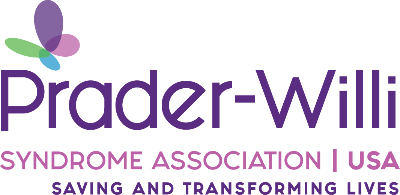 Prader-Willi
SYNDROME ASSOCIATION | USA
SAVING AND TRANSFORMING LIVES